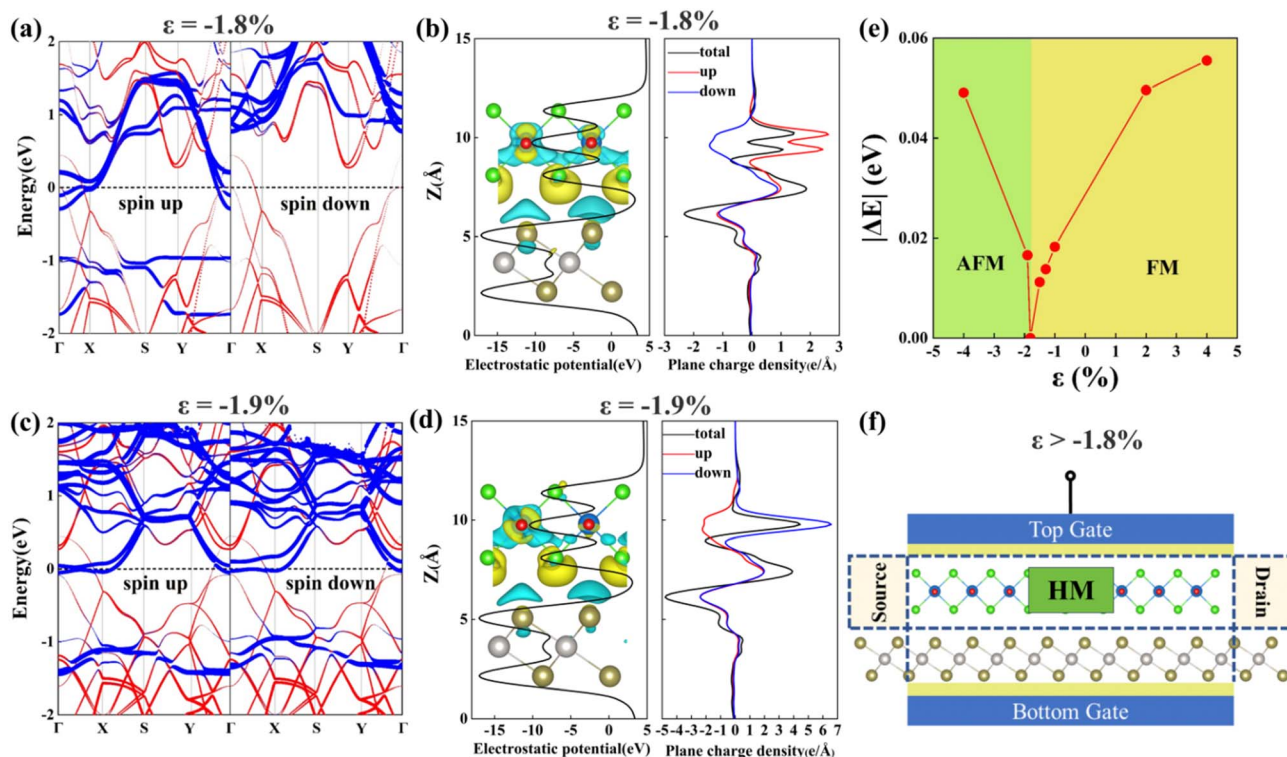 (a)
ε = -1.8%
Energy(eV)
2
1
0
-1
-2
spin up
spin down
Γ X S Y Γ X S Y Γ
(b)
ε = -1.8%
Z(Å)
15
10
5
0
-15 -10 -5 0 5
Electrostatic potential(eV)
total
up
down
-3 -2 -1 0 1 2 3
Plane charge density(e/Å)
(e)
|ΔE| (eV)
0.06
0.04
0.02
0.00
AFM
FM
-5 -4 -3 -2 -1 0 1 2 3 4 5
ε (%)
(c)
ε = -1.9%
Energy(eV)
2
1
0
-1
-2
spin up
spin down
Γ X S Y Γ X S Y Γ
(d)
ε = -1.9%
Z(Å)
15
10
5
0
-15 -10 -5 0 5
Electrostatic potential(eV)
total
up
down
-5 -4 -3 -2 -1 0 1 2 3 4 5 6 7
Plane charge density(e/Å)
(f)
ε > -1.8%
Top Gate
Source
HM
Drain
Bottom Gate